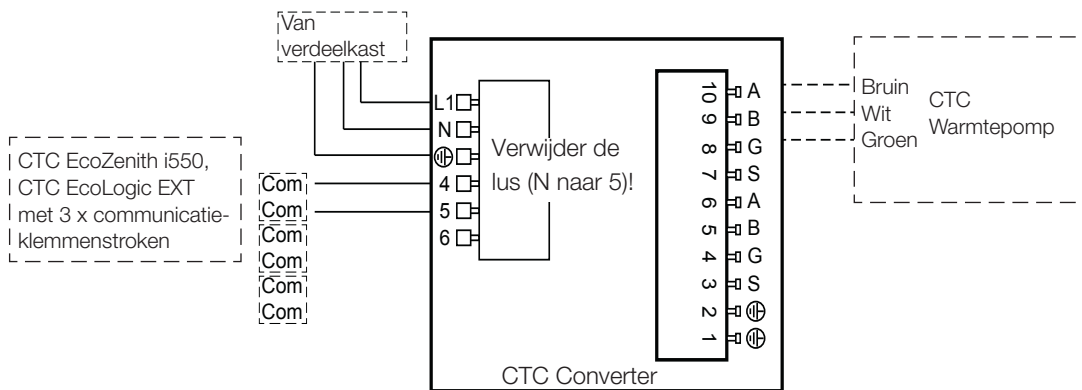 Van
verdeelkast
L1
N
4
5
6
Verwijder de
lus (N naar 5)!
CTC EcoZenith i550,
CTC EcoLogic EXT
met 3 x communicatie-
klemmenstroken
Com
Com
Com
Com
Com
Com
10 A
9 B
8 G
7 S
6 A
5 B
4 G
3 S
2
1
Bruin
Wit
Groen
CTC
Warmtepomp
CTC Converter